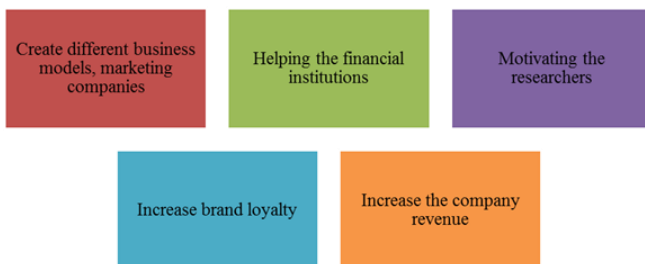 Create different business
models, marketing
companies
Helping the financial
institutions
Motivating the
researchers
Increase brand loyalty
Increase the company
revenue